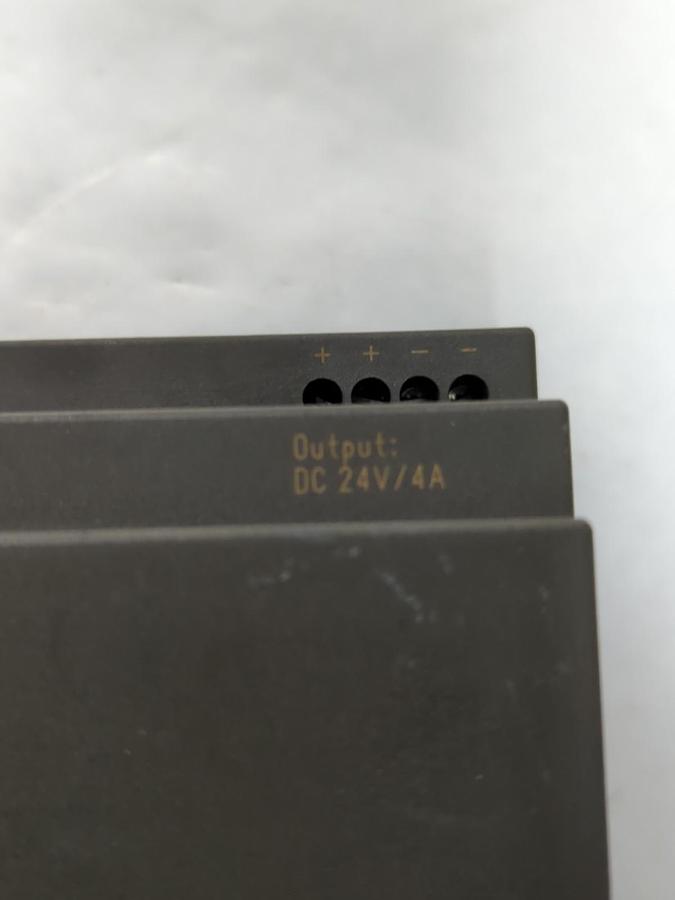 + + − −
Output:
DC 24V/4A